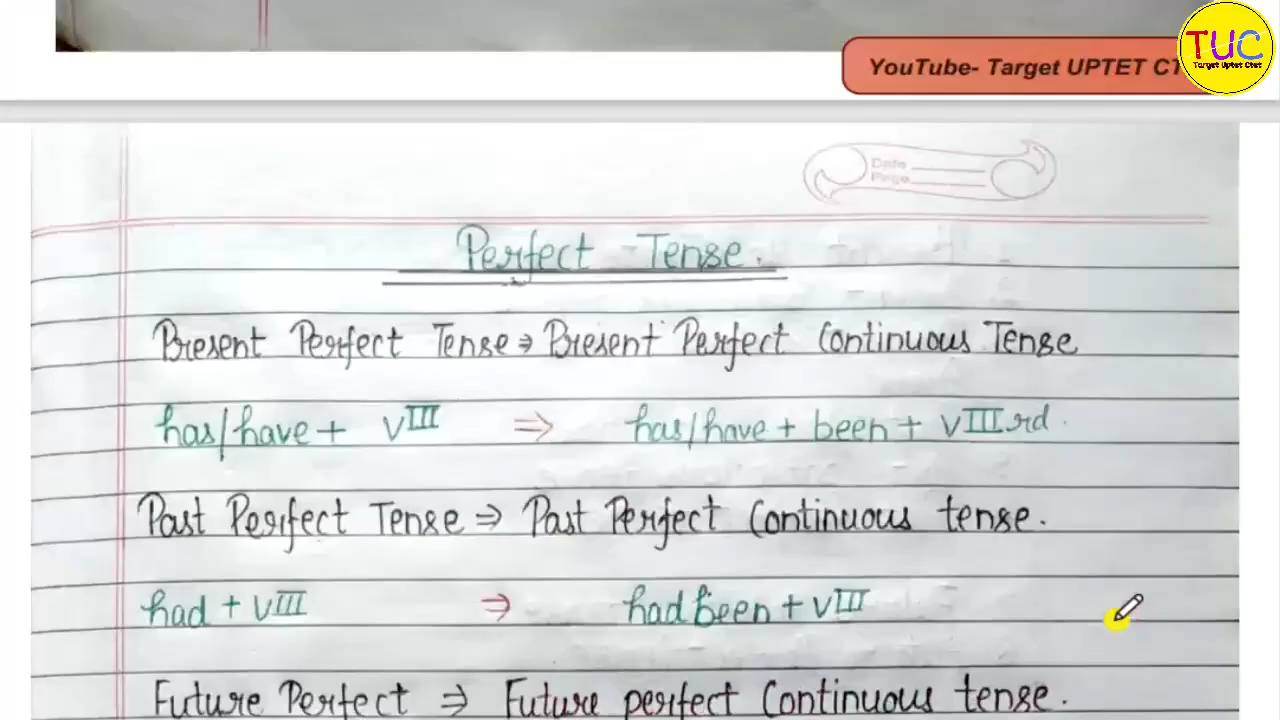 YouTube- Target UPTET CT
TUC
Target Uptet Ctet
Date
Page
Perfect Tense.
Present Perfect Tense ⇒ Present Perfect Continuous Tense
has/have + VIII ⇒ has/have + been + VIIIrd.
Past Perfect Tense ⇒ Past Perfect Continuous tense.
had + VIII ⇒ had been + VIII
Future Perfect ⇒ Future perfect Continuous tense.